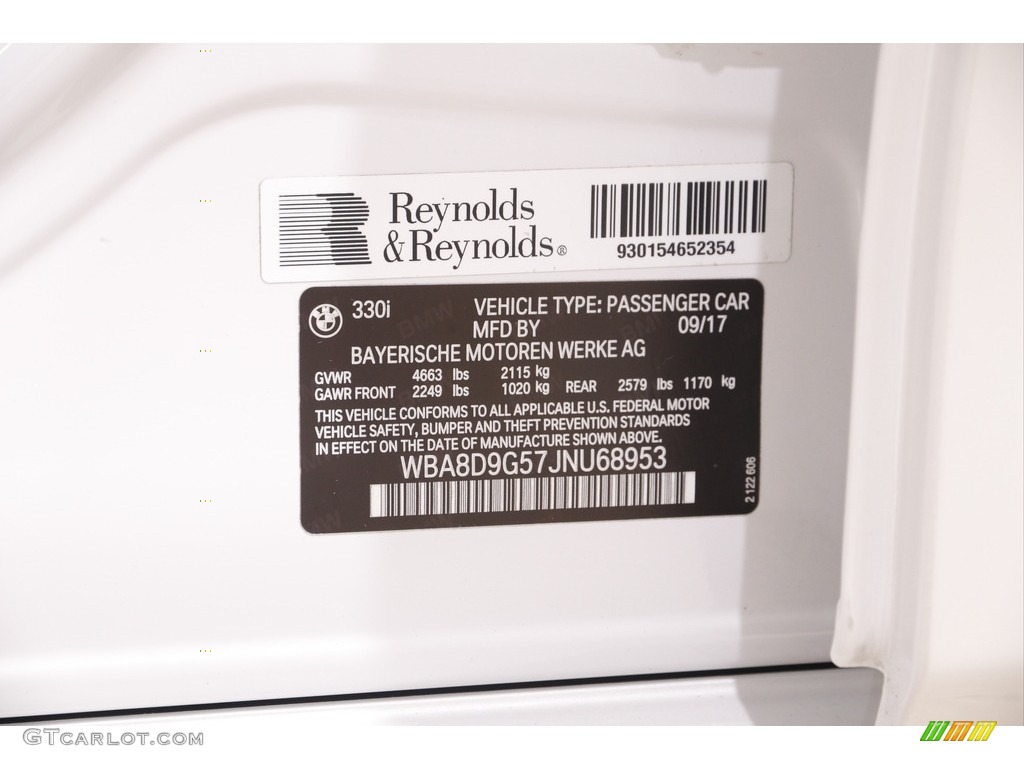 Reynolds
&Reynolds®
930154652354
330i VEHICLE TYPE: PASSENGER CAR
MFD BY 09/17
BAYERISCHE MOTOREN WERKE AG
GVWR 4663 lbs 2115 kg
GAWR FRONT 2249 lbs 1020 kg REAR 2579 lbs 1170 kg
THIS VEHICLE CONFORMS TO ALL APPLICABLE U.S. FEDERAL MOTOR
VEHICLE SAFETY, BUMPER AND THEFT PREVENTION STANDARDS
IN EFFECT ON THE DATE OF MANUFACTURE SHOWN ABOVE.
WBA8D9G57JNU68953
2 122 606
GTCARLOT.COM